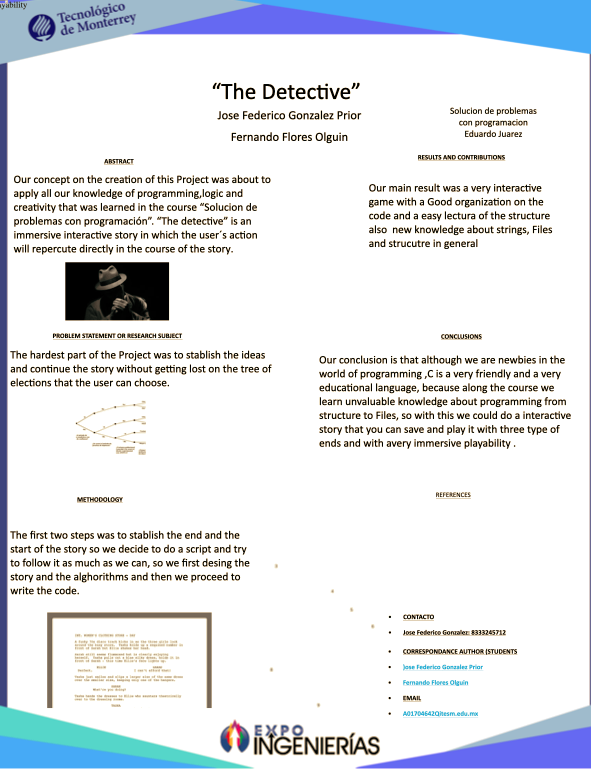 yability
Tecnológico
de Monterrey
“The Detective”
Jose Federico Gonzalez Prior
Fernando Flores Olguin
Solucion de problemas
con programacion
Eduardo Juarez
ABSTRACT
Our concept on the creation of this Project was about to
apply all our knowledge of programming,logic and
creativity that was learned in the course “Solucion de
problemas con programación”. “The detective” is an
immersive interactive story in which the user´s action
will repercute directly in the course of the story.
PROBLEM STATEMENT OR RESEARCH SUBJECT
The hardest part of the Project was to stablish the ideas
and continue the story without getting lost on the tree of
elections that the user can choose.
METHODOLOGY
The first two steps was to stablish the end and the
start of the story so we decide to do a script and try
to follow it as much as we can, so we first desing the
story and the alghorithms and then we proceed to
write the code.
RESULTS AND CONTRIBUTIONS
Our main result was a very interactive
game with a Good organization on the
code and a easy lectura of the structure
also new knowledge about strings, Files
and strucutre in general
CONCLUSIONS
Our conclusion is that although we are newbies in the
world of programming ,C is a very friendly and a very
educational language, because along the course we
learn unvaluable knowledge about programming from
structure to Files, so with this we could do a interactive
story that you can save and play it with three type of
ends and with avery immersive playability .
REFERENCES
• CONTACTO
• Jose Federico Gonzalez: 8333245712
• CORRESPONDANCE AUTHOR (STUDENTS
• Jose Federico Gonzalez Prior
• Fernando Flores Olguin
• EMAIL
• A01704642@itesm.edu.mx
EXPO
INGENIERÍAS